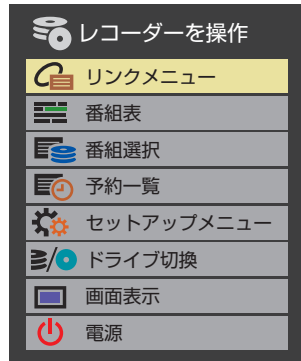 レコーダーを操作
リンクメニュー
番組表
番組選択
予約一覧
セットアップメニュー
ドライブ切換
画面表示
電源